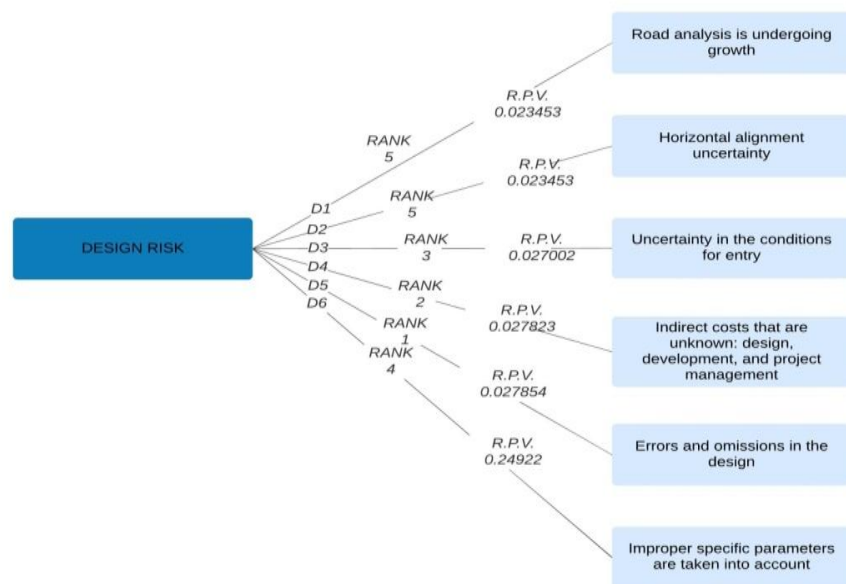 DESIGN RISK
D1
RANK
5
R.P.V.
0.023453
Road analysis is undergoing
growth
D2
RANK
5
R.P.V.
0.023453
Horizontal alignment
uncertainty
D3
RANK
3
R.P.V.
0.027002
Uncertainty in the conditions
for entry
D4
RANK
2
R.P.V.
0.027823
Indirect costs that are
unknown: design,
development, and project
management
D5
RANK
1
R.P.V.
0.027854
Errors and omissions in the
design
D6
RANK
4
R.P.V.
0.24922
Improper specific parameters
are taken into account